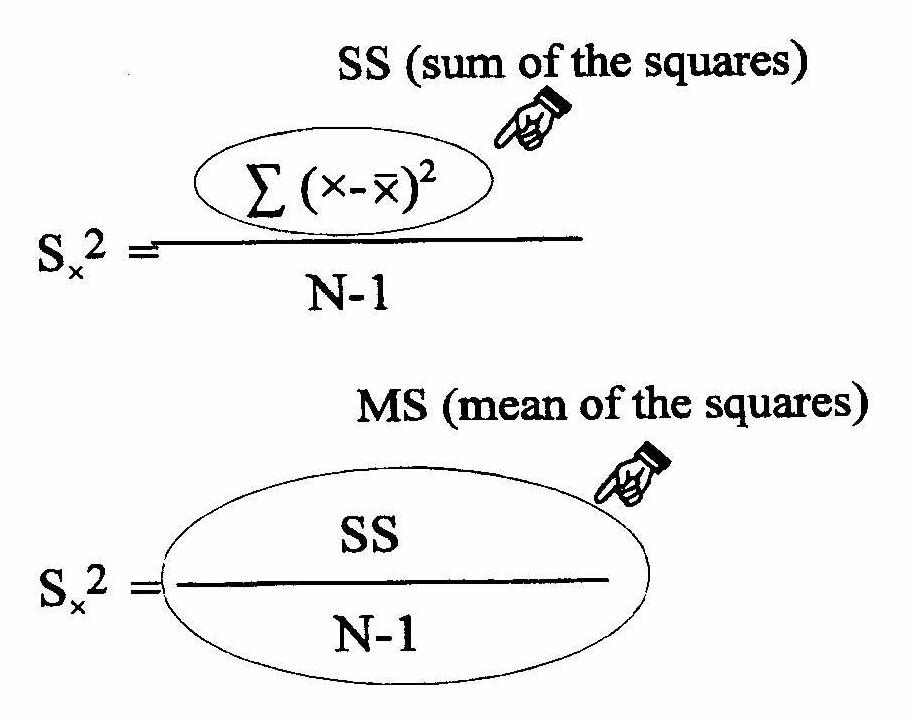 SS (sum of the squares)
∑ (x-x̄)²
Sₓ2 =
N-1
MS (mean of the squares)
SS
Sₓ2 =
N-1